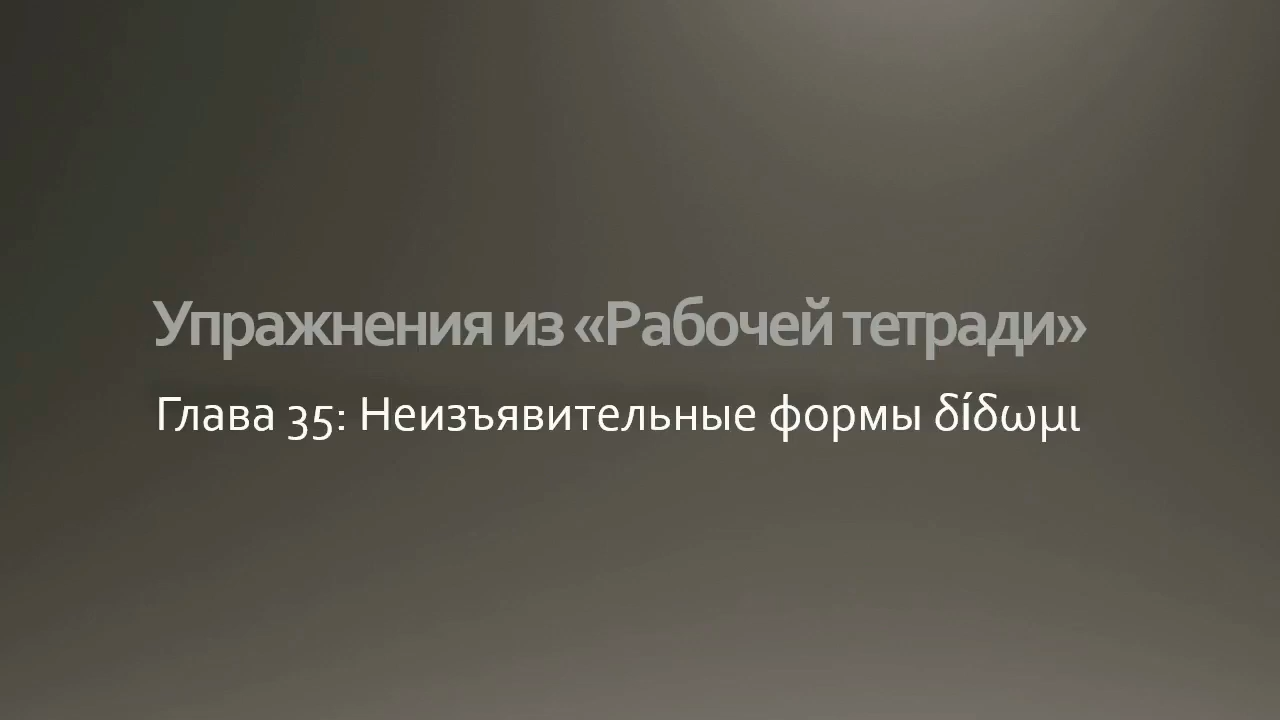 Упражнения из «Рабочей тетради»
Глава 35: Неизъявительные формы δίδωμι